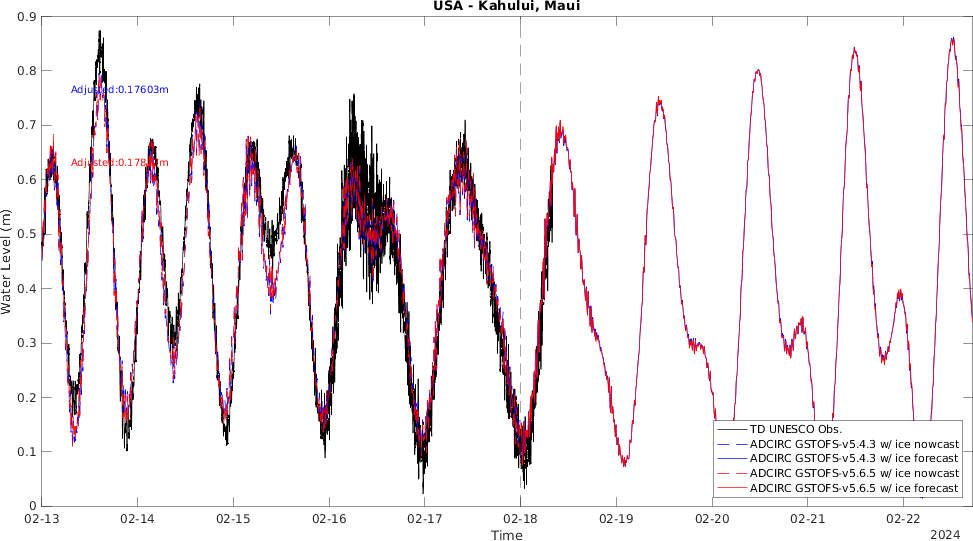 USA - Kahului, Maui
0.9
0.8
Adjusted:0.17603m
0.7
Adjusted:0.178
0.6
0.5
Water Level (m)
0.4
0.3
0.2
0.1
0
TD UNESCO Obs.
ADCIRC GSTOFS-v5.4.3 w/ ice nowcast
ADCIRC GSTOFS-v5.4.3 w/ ice forecast
ADCIRC GSTOFS-v5.6.5 w/ ice nowcast
ADCIRC GSTOFS-v5.6.5 w/ ice forecast
02-13 02-14 02-15 02-16 02-17 02-18 02-19 02-20 02-21 02-22
Time
2024